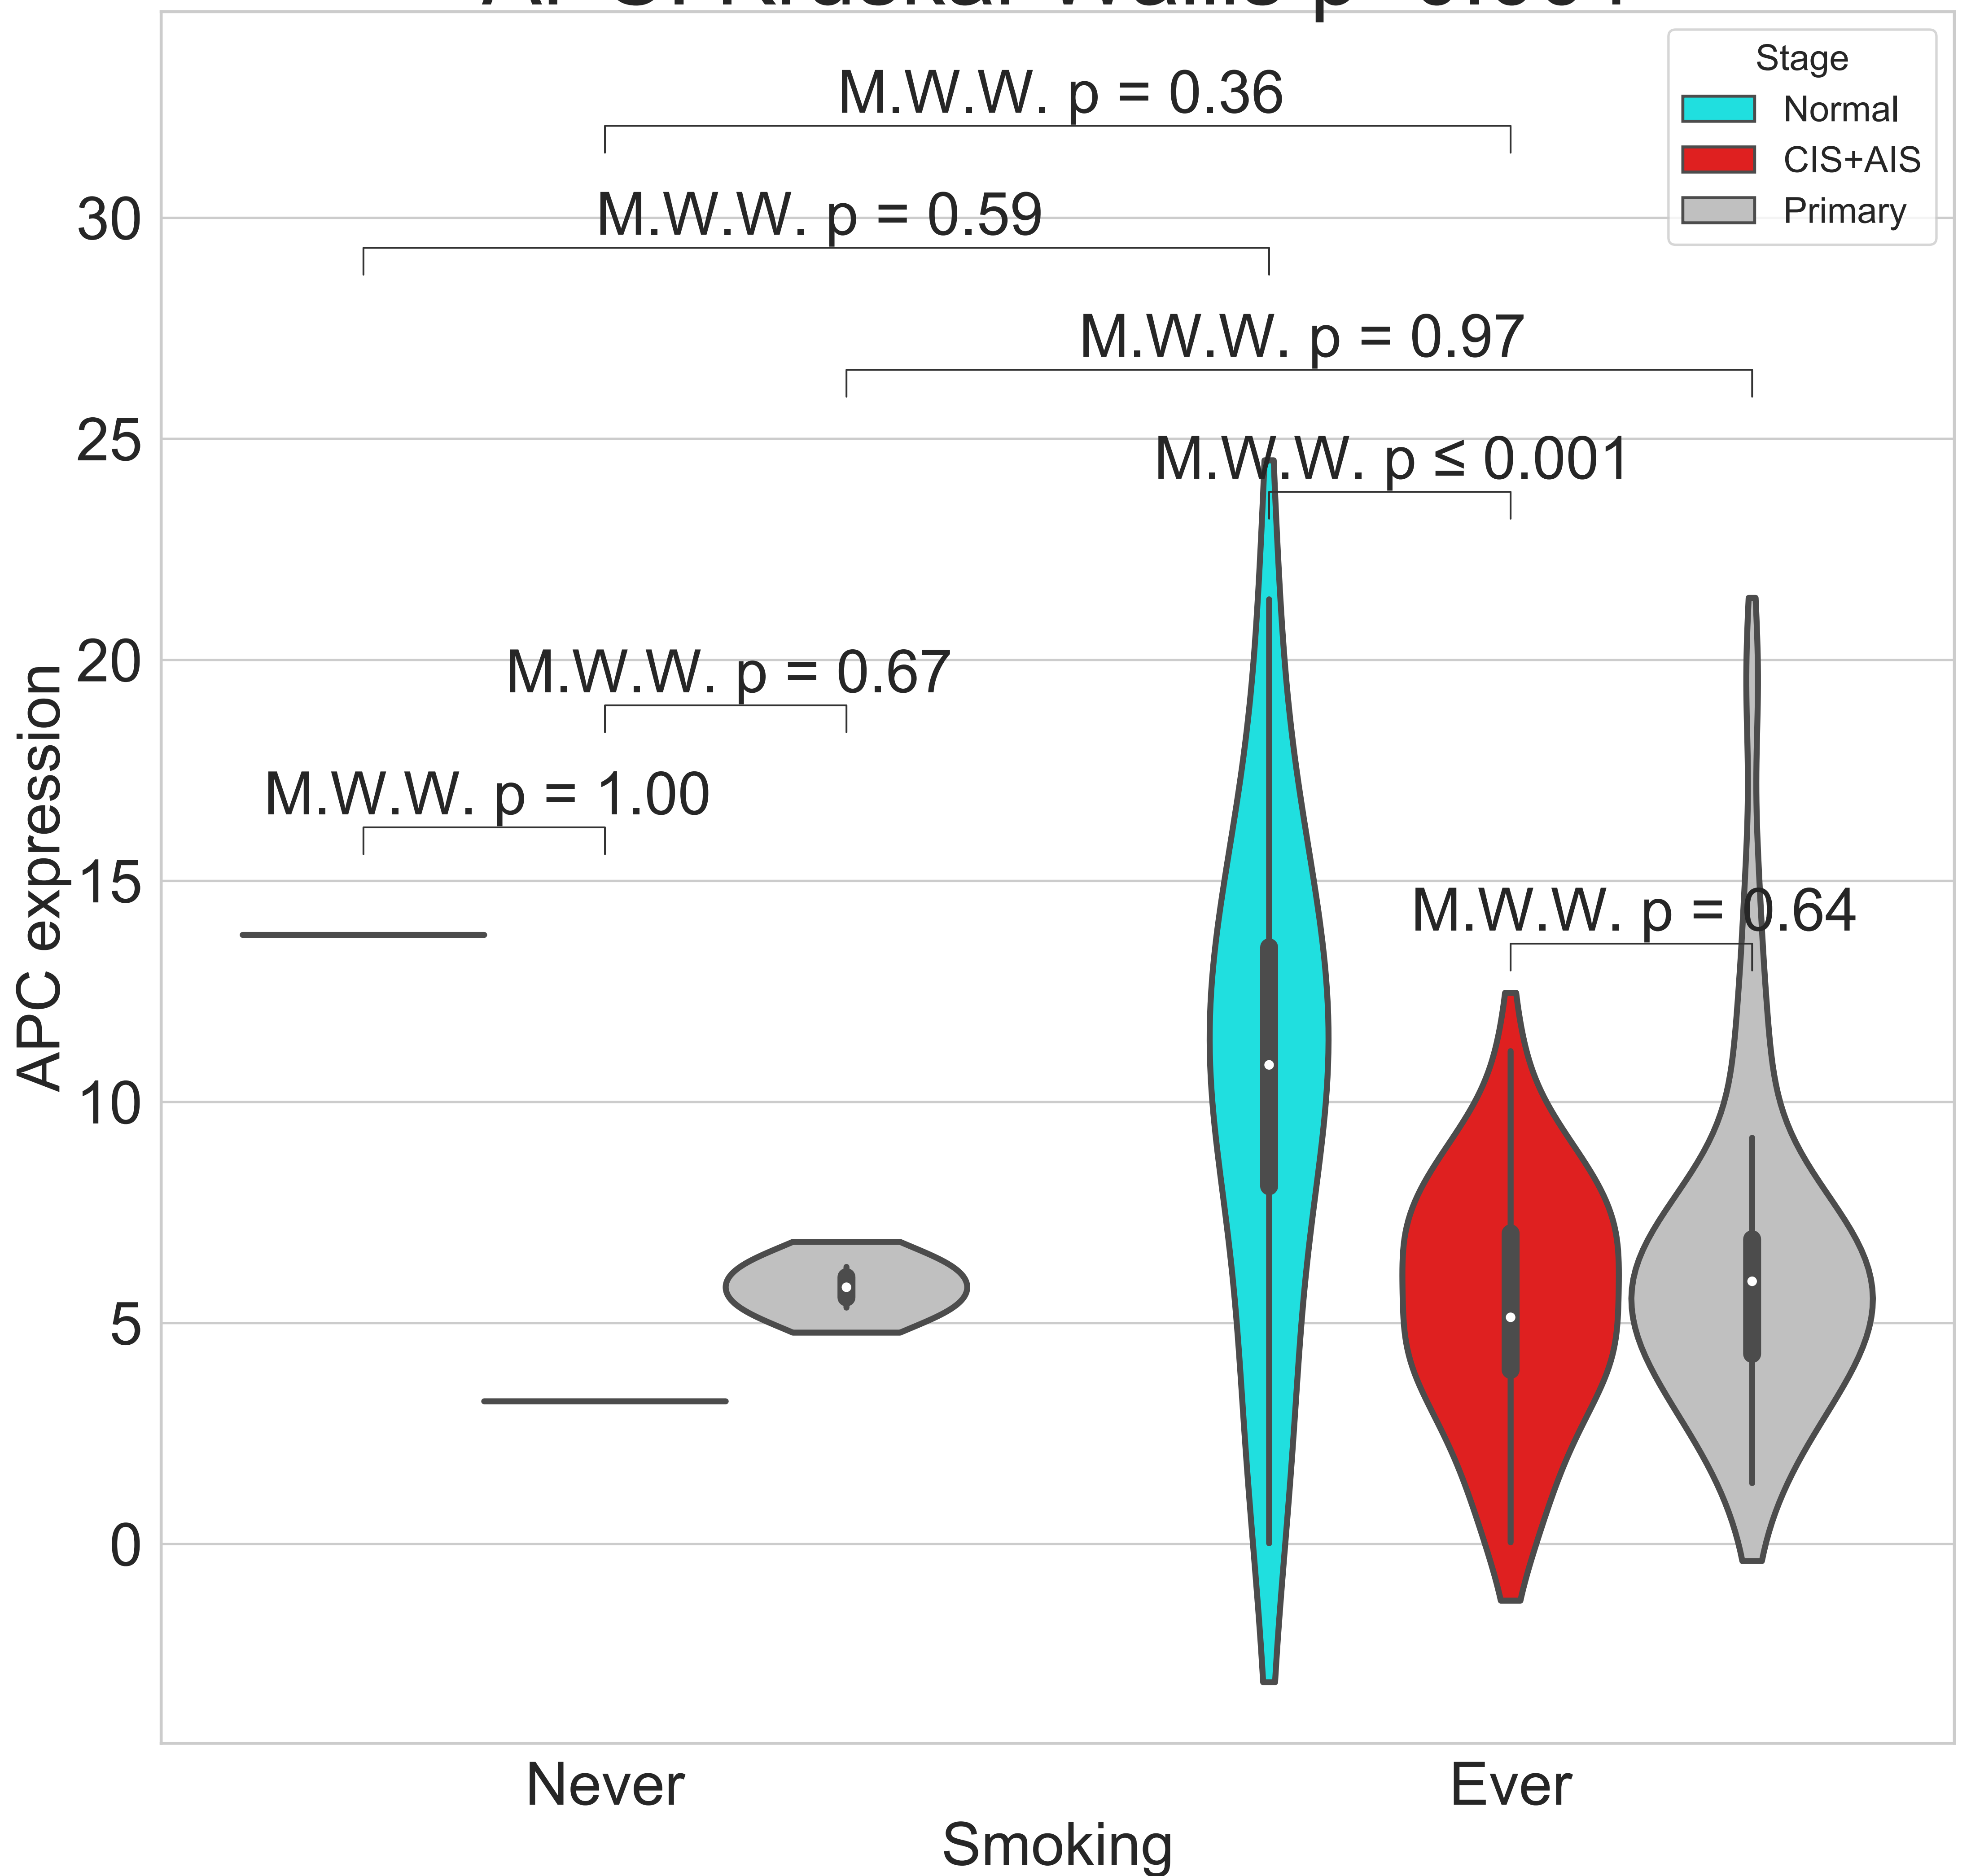 Stage
Normal
CIS+AIS
Primary
M.W.W. p = 0.36
M.W.W. p = 0.59
M.W.W. p = 0.97
M.W.W. p ≤ 0.001
M.W.W. p = 0.67
M.W.W. p = 1.00
M.W.W. p = 0.64
APC expression
30
25
20
15
10
5
0
Never
Ever
Smoking